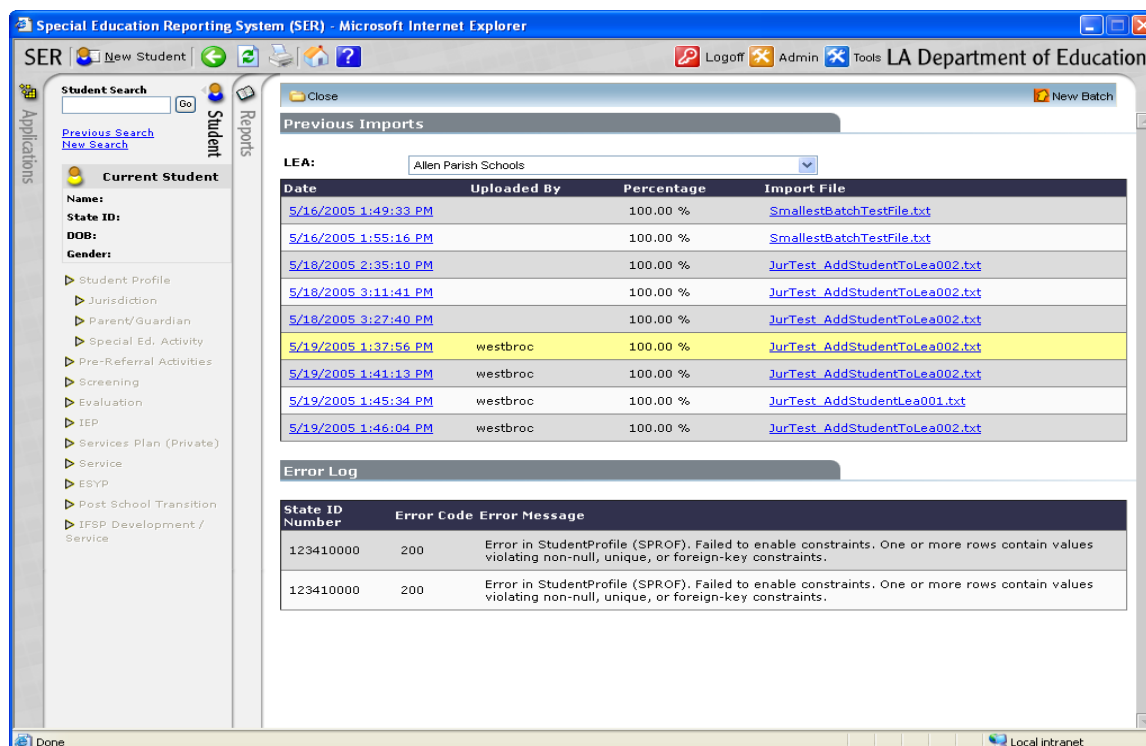 Special Education Reporting System (SER) - Microsoft Internet Explorer
SER New Student ? Logoff Admin Tools LA Department of Education
Applications
Student Search
Go
Previous Search
New Search
Student
Reports
Current Student
Name:
State ID:
DOB:
Gender:
Student Profile
Jurisdiction
Parent/Guardian
Special Ed. Activity
Pre-Referral Activities
Screening
Evaluation
IEP
Services Plan (Private)
Service
ESYP
Post School Transition
IFSP Development /
Service
Close New Batch
Previous Imports
LEA: Allen Parish Schools
Date Uploaded By Percentage Import File
5/16/2005 1:49:33 PM 100.00 % SmallestBatchTestFile.txt
5/16/2005 1:55:16 PM 100.00 % SmallestBatchTestFile.txt
5/18/2005 2:35:10 PM 100.00 % JurTest_AddStudentToLea002.txt
5/18/2005 3:11:41 PM 100.00 % JurTest_AddStudentToLea002.txt
5/18/2005 3:27:40 PM 100.00 % JurTest_AddStudentToLea002.txt
5/19/2005 1:37:56 PM westbroc 100.00 % JurTest_AddStudentToLea002.txt
5/19/2005 1:41:13 PM westbroc 100.00 % JurTest_AddStudentToLea002.txt
5/19/2005 1:45:34 PM westbroc 100.00 % JurTest_AddStudentLea001.txt
5/19/2005 1:46:04 PM westbroc 100.00 % JurTest_AddStudentToLea002.txt
Error Log
State ID
Number Error Code Error Message
123410000 200 Error in StudentProfile (SPROF). Failed to enable constraints. One or more rows contain values
violating non-null, unique, or foreign-key constraints.
123410000 200 Error in StudentProfile (SPROF). Failed to enable constraints. One or more rows contain values
violating non-null, unique, or foreign-key constraints.
Done Local intranet